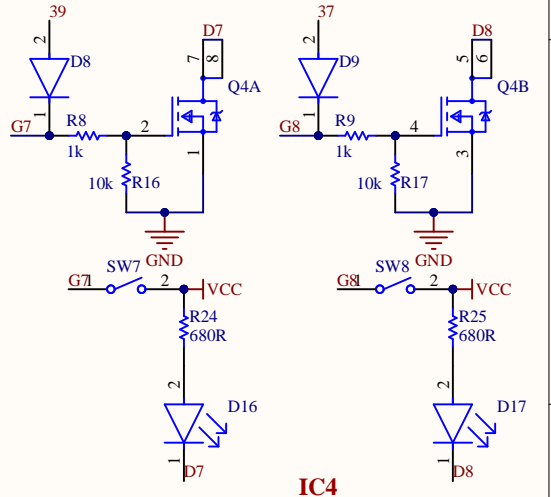 39 37
D7 D8
2 D8 7 8 Q4A 2 D9 5 6 Q4B
G7 1 R8 2 G8 1 R9 4
1k 1 1k 3
10k R16 10k R17
GND GND
SW7 SW8
G7 1 2 VCC G8 1 2 VCC
R24 R25
680R 680R
2 2
D16 D17
1 1
D7 D8
IC4